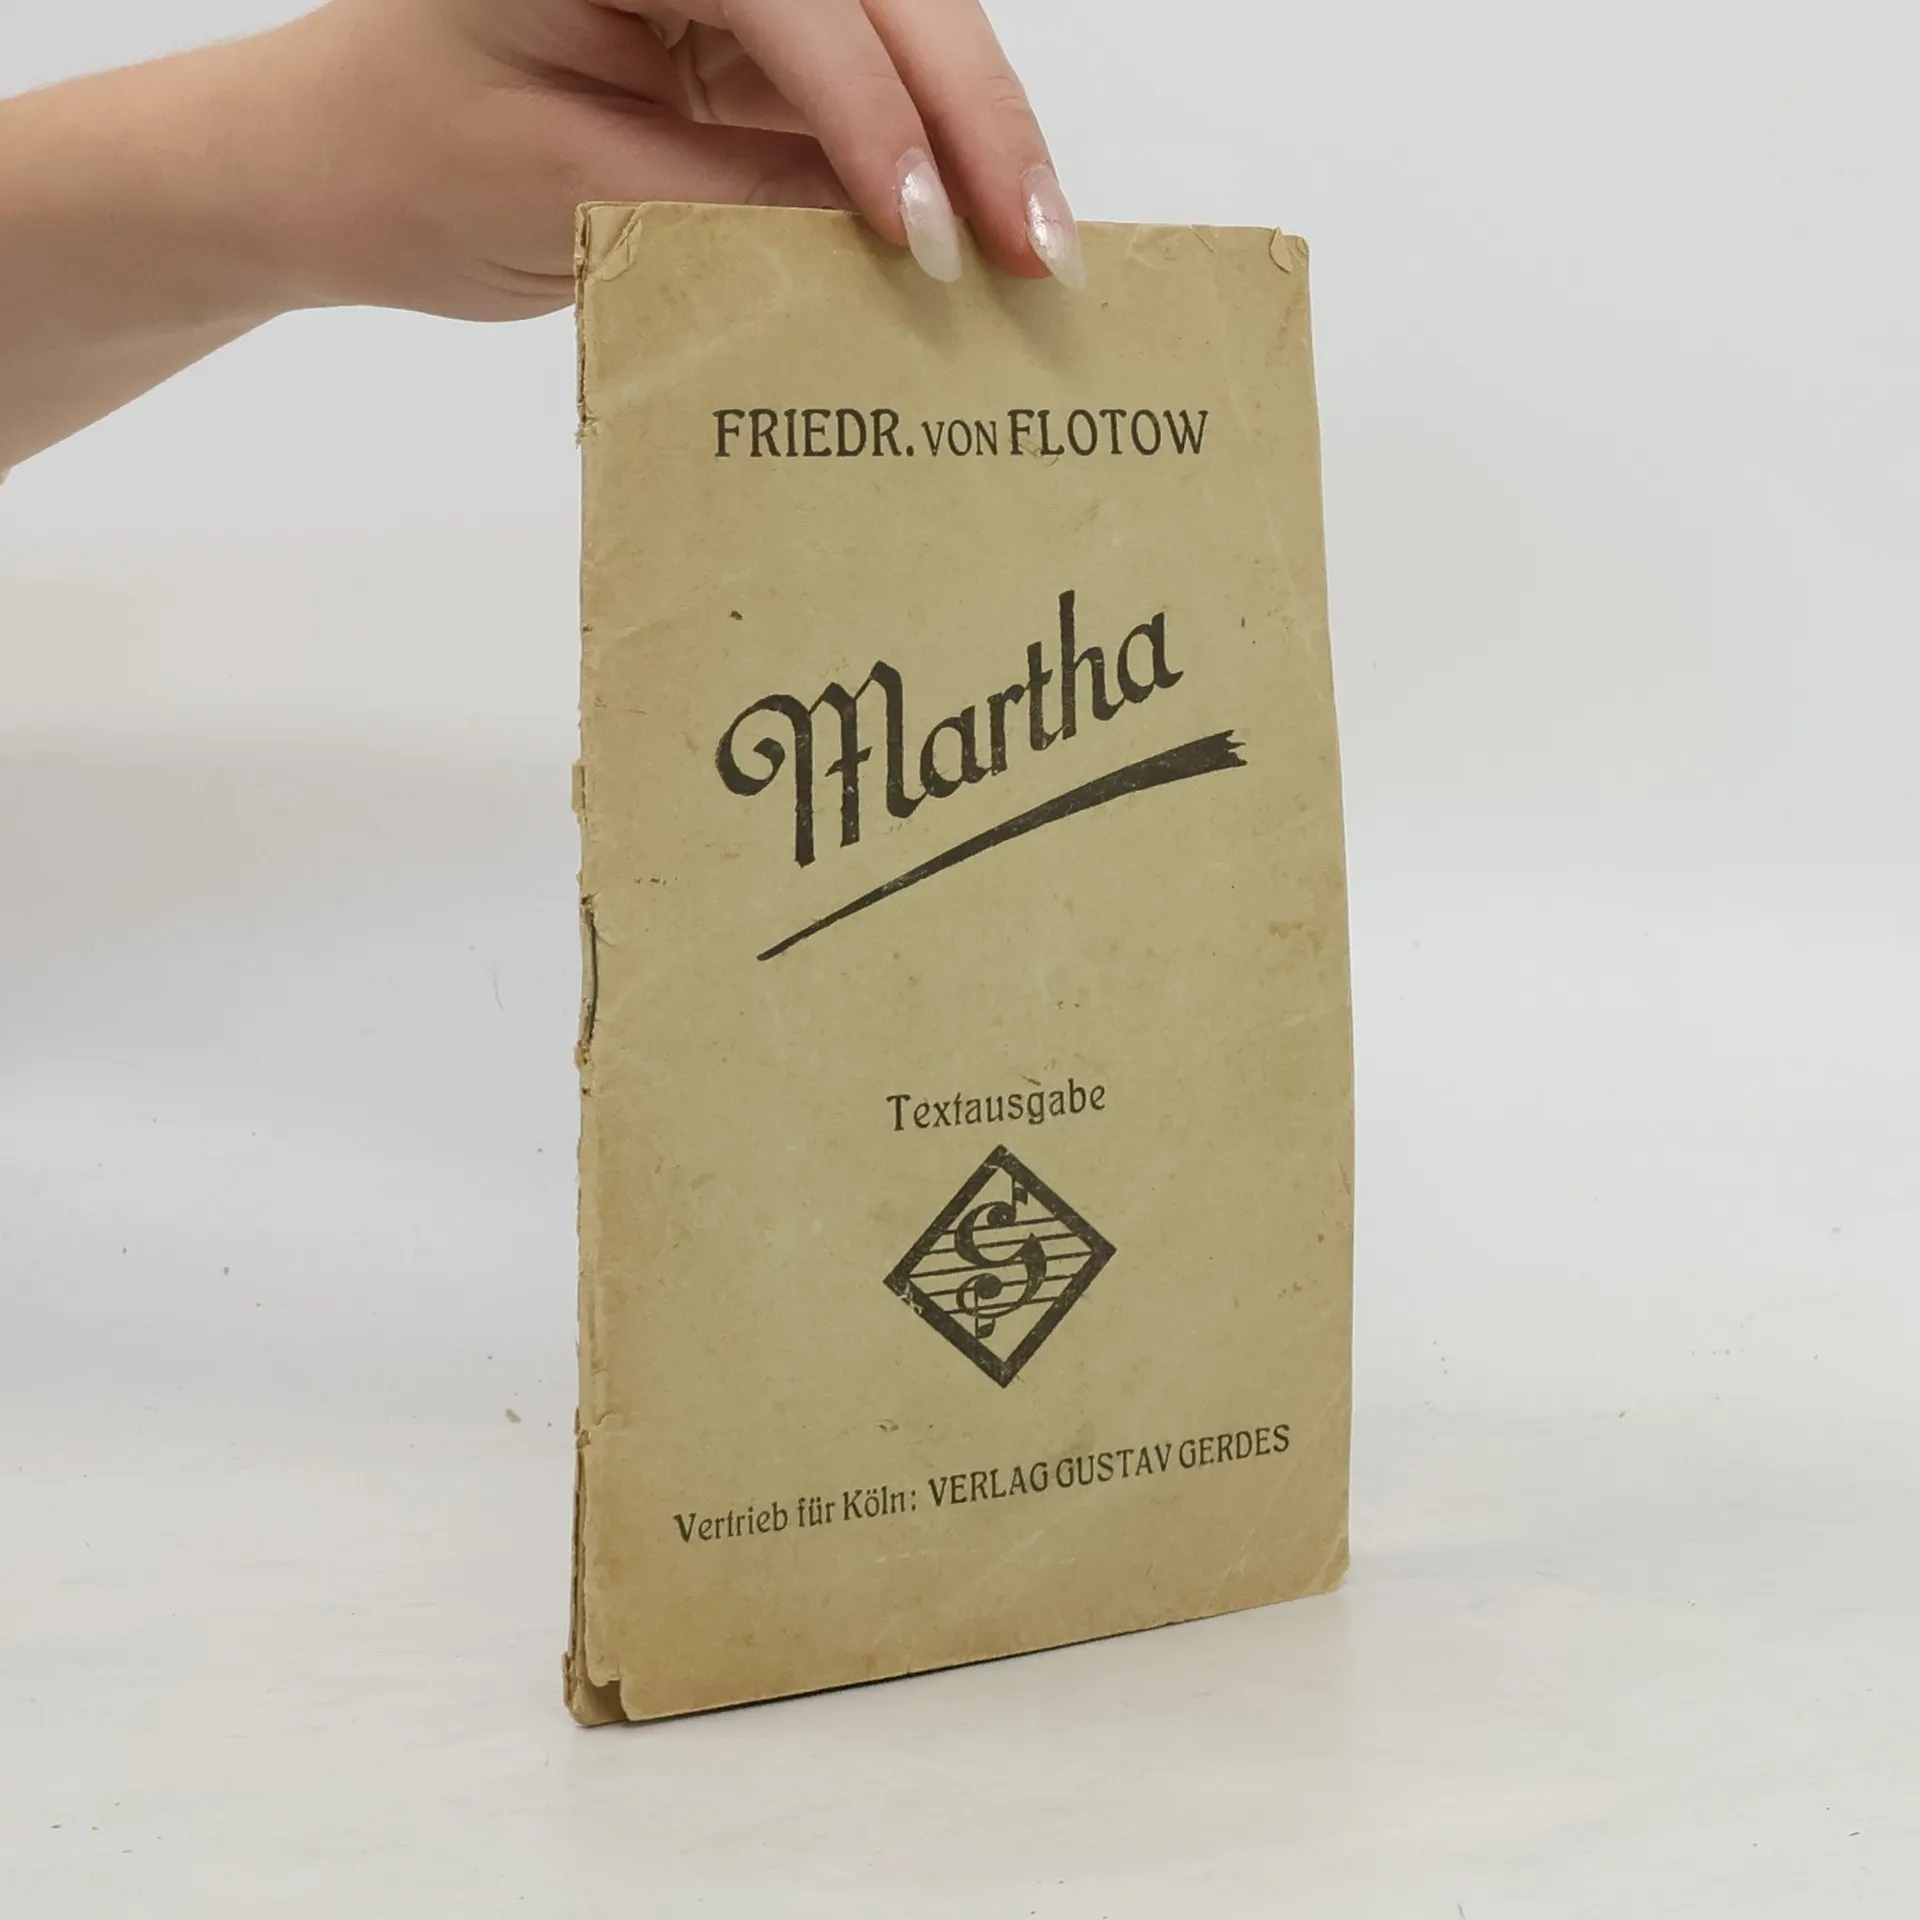 FRIEDR. VON FLOTOW
Martha
Textausgabe
Vertrieb für Köln: VERLAG GUSTAV GERDES